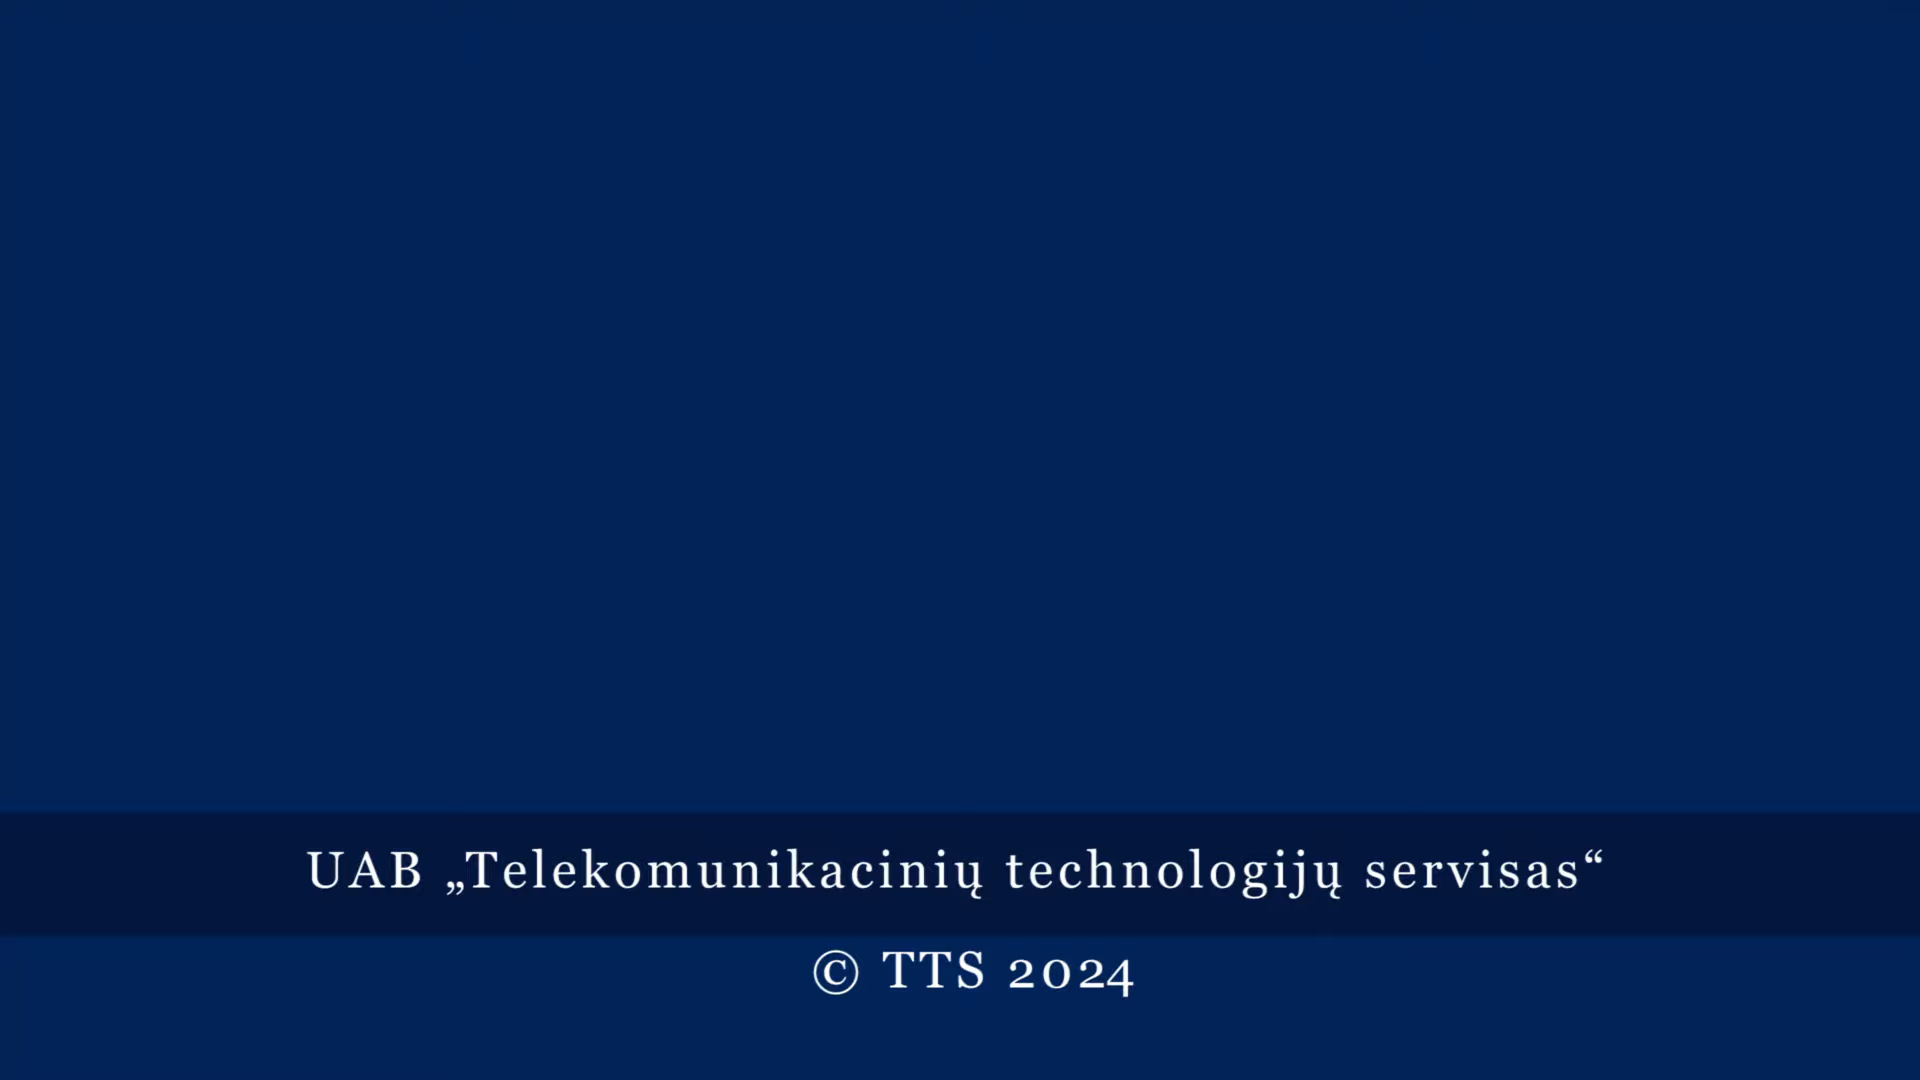 UAB „Telekomunikacinių technologijų servisas“
© TTS 2024